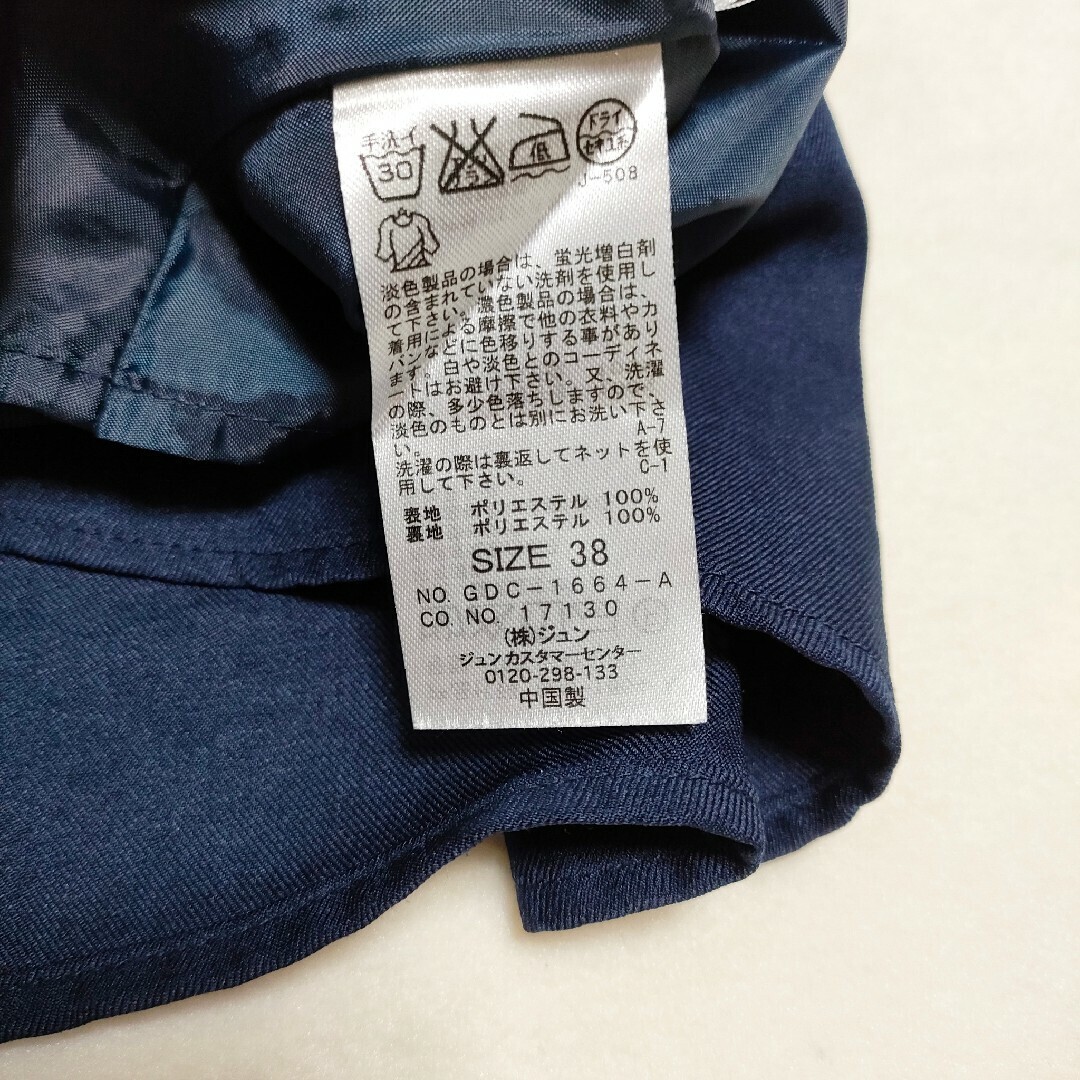 手洗イ
30
エンソサラシ
低
ドライ
セキユ系
J-508
淡色製品の場合は、蛍光増白剤
の含まれていない洗剤を使用し
て下さい。濃色製品の場合は、
着用による摩擦で他の衣料やカ
バンなどに色移りする事があり
ます。白や淡色とのコーディネ
ートはお避け下さい。又、洗濯
の際、多少色落ちしますので、
淡色のものとは別にお洗い下さ
い。 A-7
洗濯の際は裏返してネットを使
用して下さい。 C-1
表地 ポリエステル 100%
裏地 ポリエステル 100%
SIZE 38
NO. GDC-1664-A
CO. NO. 17130
(株)ジュン
ジュンカスタマーセンター
0120-298-133
中国製